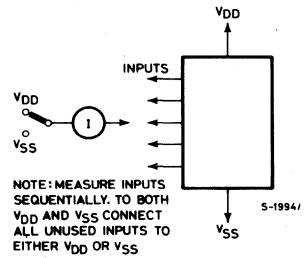 VDD
INPUTS
VDD
I
VSS
NOTE: MEASURE INPUTS
SEQUENTIALLY. TO BOTH
VDD AND VSS CONNECT
ALL UNUSED INPUTS TO
EITHER VDD OR VSS
VSS
S-1994/